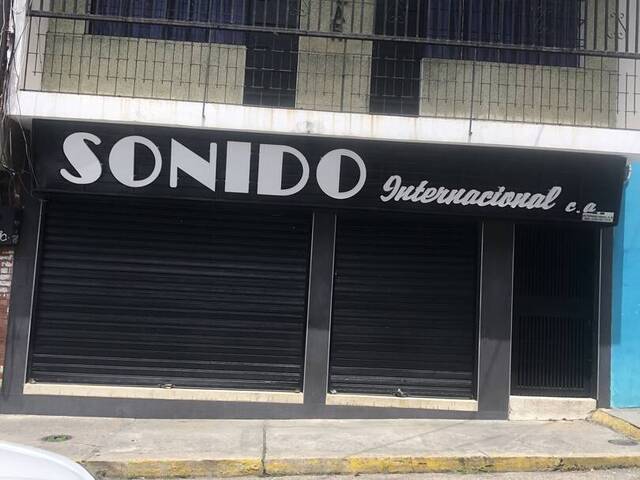 SONIDO Internacional c.a.